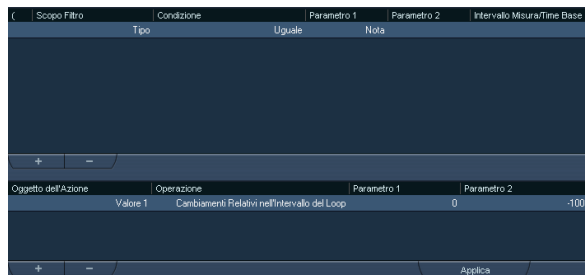 ( Scopo Filtro Condizione Parametro 1 Parametro 2 Intervallo Misura/Time Base
Tipo Uguale Nota
+ −
Oggetto dell'Azione Operazione Parametro 1 Parametro 2
Valore 1 Cambiamenti Relativi nell'Intervallo del Loop 0 -100
+ − Applica